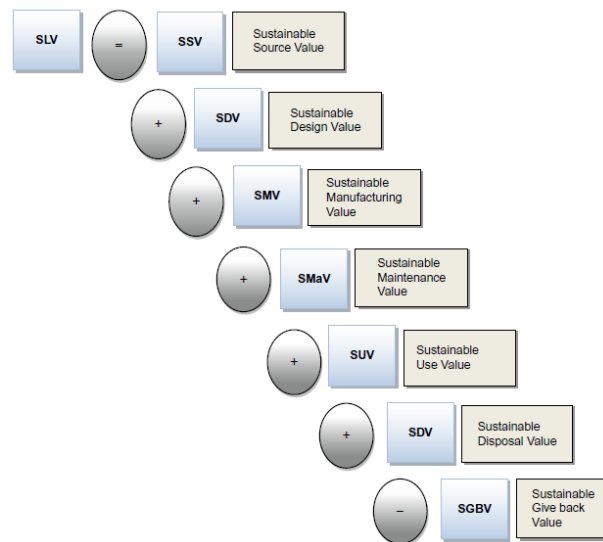 SLV = SSV Sustainable
Source Value
+ SDV Sustainable
Design Value
+ SMV Sustainable
Manufacturing
Value
+ SMaV Sustainable
Maintenance
Value
+ SUV Sustainable
Use Value
+ SDV Sustainable
Disposal Value
− SGBV Sustainable
Give back
Value